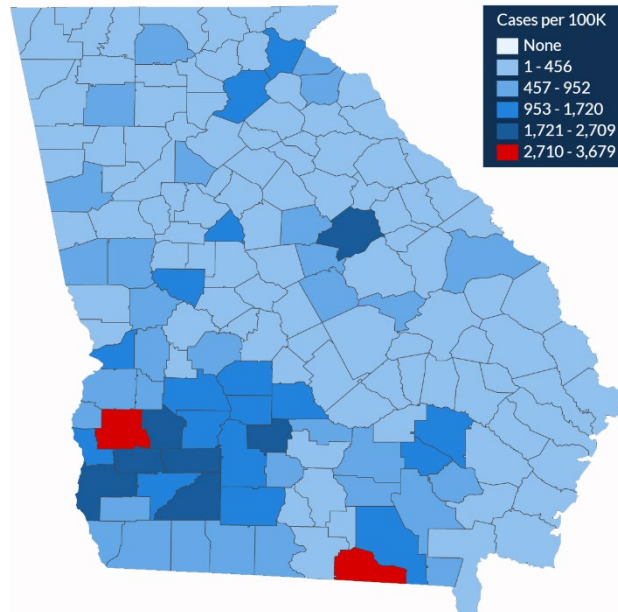 Cases per 100K
None
1 - 456
457 - 952
953 - 1,720
1,721 - 2,709
2,710 - 3,679